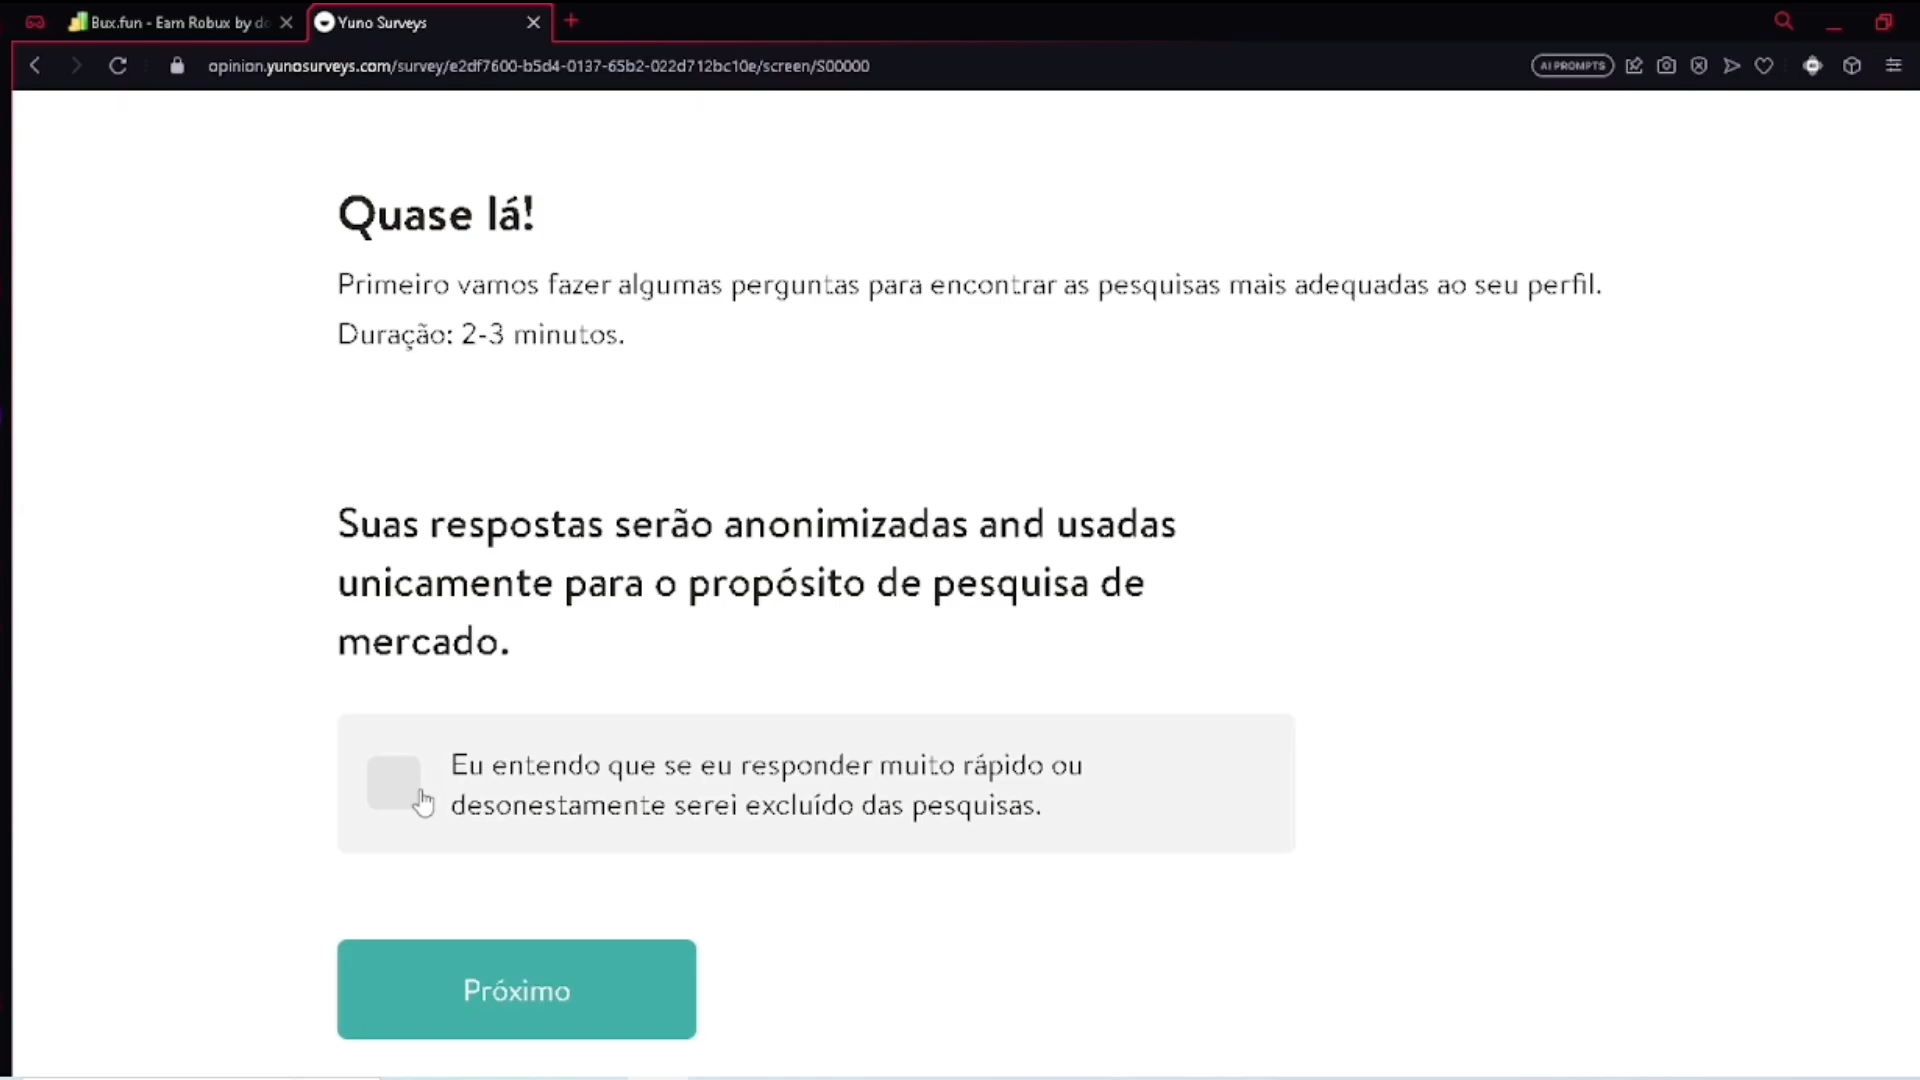 Bux.fun - Earn Robux by do
Yuno Surveys
opinion.yunosurveys.com/survey/e2df7600-b5d4-0137-65b2-022d712bc10e/screen/S00000
AI PROMPTS
Quase lá!
Primeiro vamos fazer algumas perguntas para encontrar as pesquisas mais adequadas ao seu perfil.
Duração: 2-3 minutos.
Suas respostas serão anonimizadas and usadas
unicamente para o propósito de pesquisa de
mercado.
Eu entendo que se eu responder muito rápido ou
desonestamente serei excluído das pesquisas.
Próximo